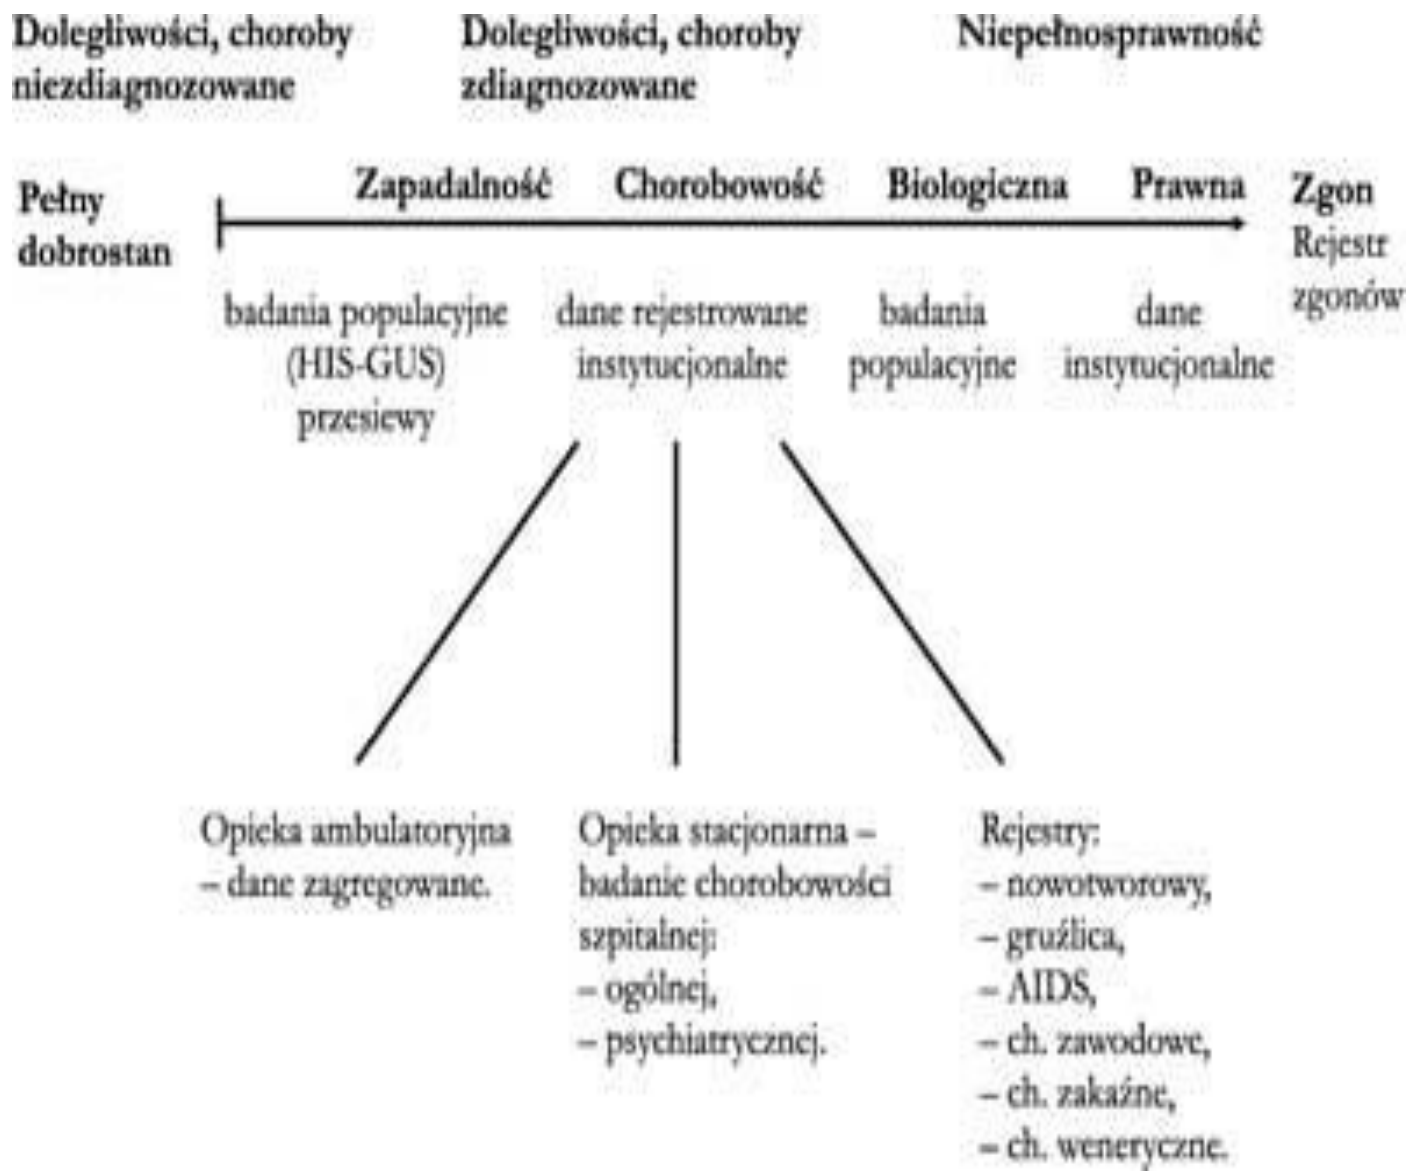 Dolegliwości, choroby
niezdiagnozowane
Dolegliwości, choroby
zdiagnozowane
Niepełnosprawność
Pełny
dobrostan
Zapadalność
Chorobowość
Biologiczna
Prawna
Zgon
Rejestr
zgonów
badania populacyjne
(HIS-GUS)
przesiewy
dane rejestrowane
instytucjonalne
badania
populacyjne
dane
instytucjonalne
Opieka ambulatoryjna
– dane zagregowane.
Opieka stacjonarna –
badanie chorobowości
szpitalnej:
– ogólnej,
– psychiatrycznej.
Rejestry:
– nowotworowy,
– gruźlica,
– AIDS,
– ch. zawodowe,
– ch. zakaźne,
– ch. weneryczne.